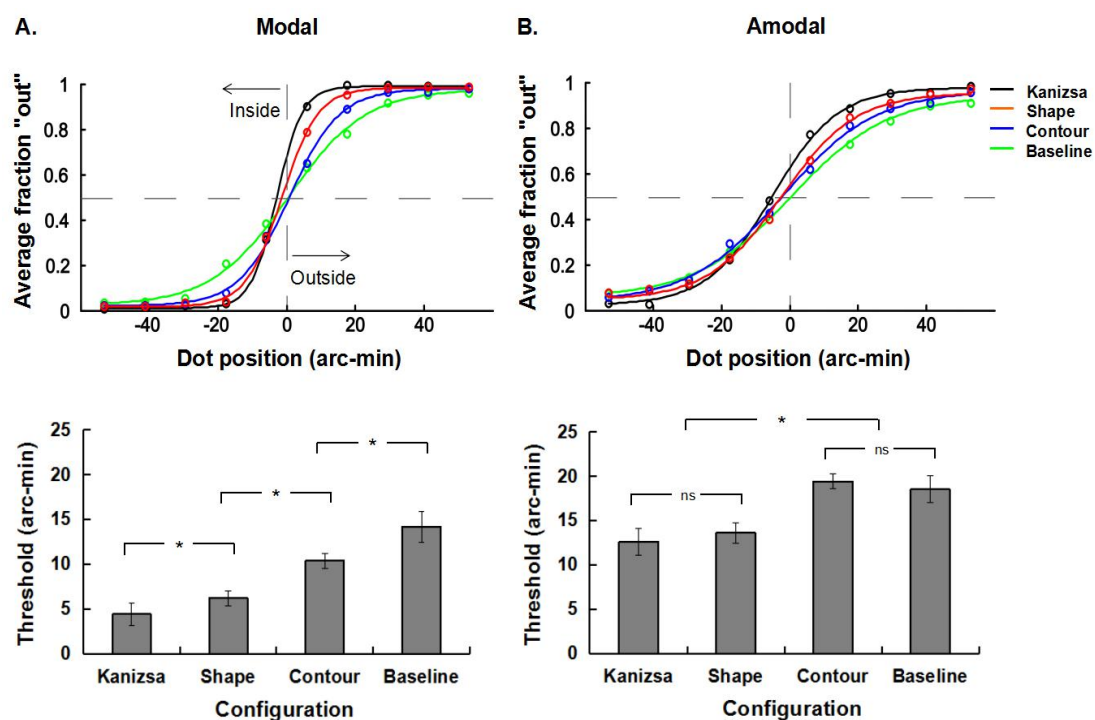 A.
Modal
Average fraction "out"
1
0.8
0.6
0.4
0.2
0
Inside
Outside
-40
-20
0
20
40
Dot position (arc-min)
B.
Amodal
Average fraction "out"
1
0.8
0.6
0.4
0.2
0
-40
-20
0
20
40
Dot position (arc-min)
Kanizsa
Shape
Contour
Baseline
Threshold (arc-min)
25
20
15
10
5
0
*
*
*
Kanizsa Shape Contour Baseline
Configuration
Threshold (arc-min)
25
20
15
10
5
0
*
ns
ns
Kanizsa Shape Contour Baseline
Configuration